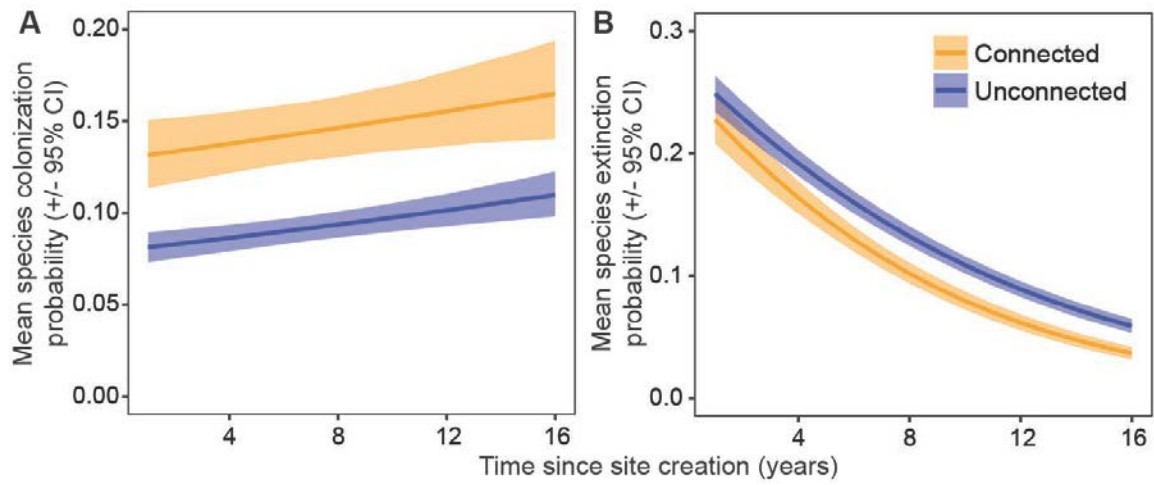 A
Mean species colonization
probability (+/- 95% CI)
0.20
0.15
0.10
0.05
0.00
4
8
12
16
B
Mean species extinction
probability (+/- 95% CI)
0.3
0.2
0.1
0.0
Connected
Unconnected
4
8
12
16
Time since site creation (years)